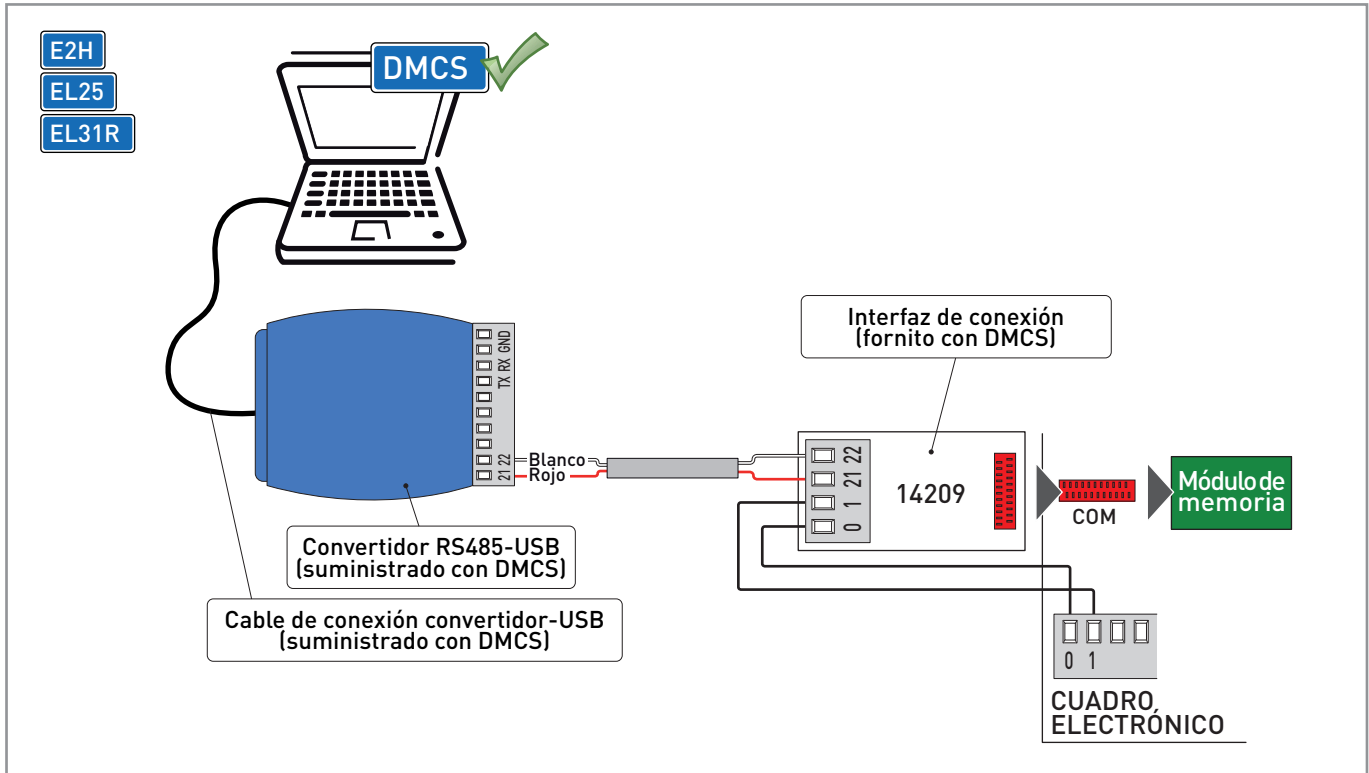 E2H
EL25
EL31R
DMCS
GND
RX
TX
22
21
Blanco
Rojo
Convertidor RS485-USB
(suministrado con DMCS)
Cable de conexión convertidor-USB
(suministrado con DMCS)
Interfaz de conexión
(fornito con DMCS)
22
21
1
0
14209
COM
Módulo de
memoria
0 1
CUADRO
ELECTRÓNICO